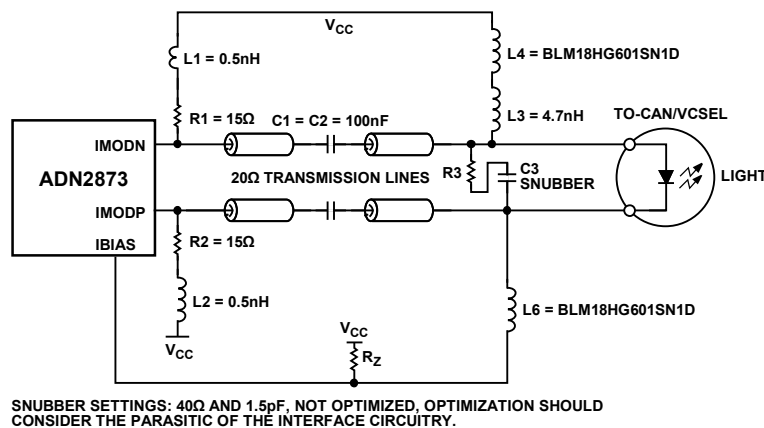 VCC
L1 = 0.5nH
L4 = BLM18HG601SN1D
R1 = 15Ω
C1 = C2 = 100nF
L3 = 4.7nH
TO-CAN/VCSEL
IMODN
ADN2873
R3
C3
SNUBBER
20Ω TRANSMISSION LINES
LIGHT
IMODP
IBIAS
R2 = 15Ω
L2 = 0.5nH
L6 = BLM18HG601SN1D
VCC
VCC
RZ
SNUBBER SETTINGS: 40Ω AND 1.5pF, NOT OPTIMIZED, OPTIMIZATION SHOULD
CONSIDER THE PARASITIC OF THE INTERFACE CIRCUITRY.